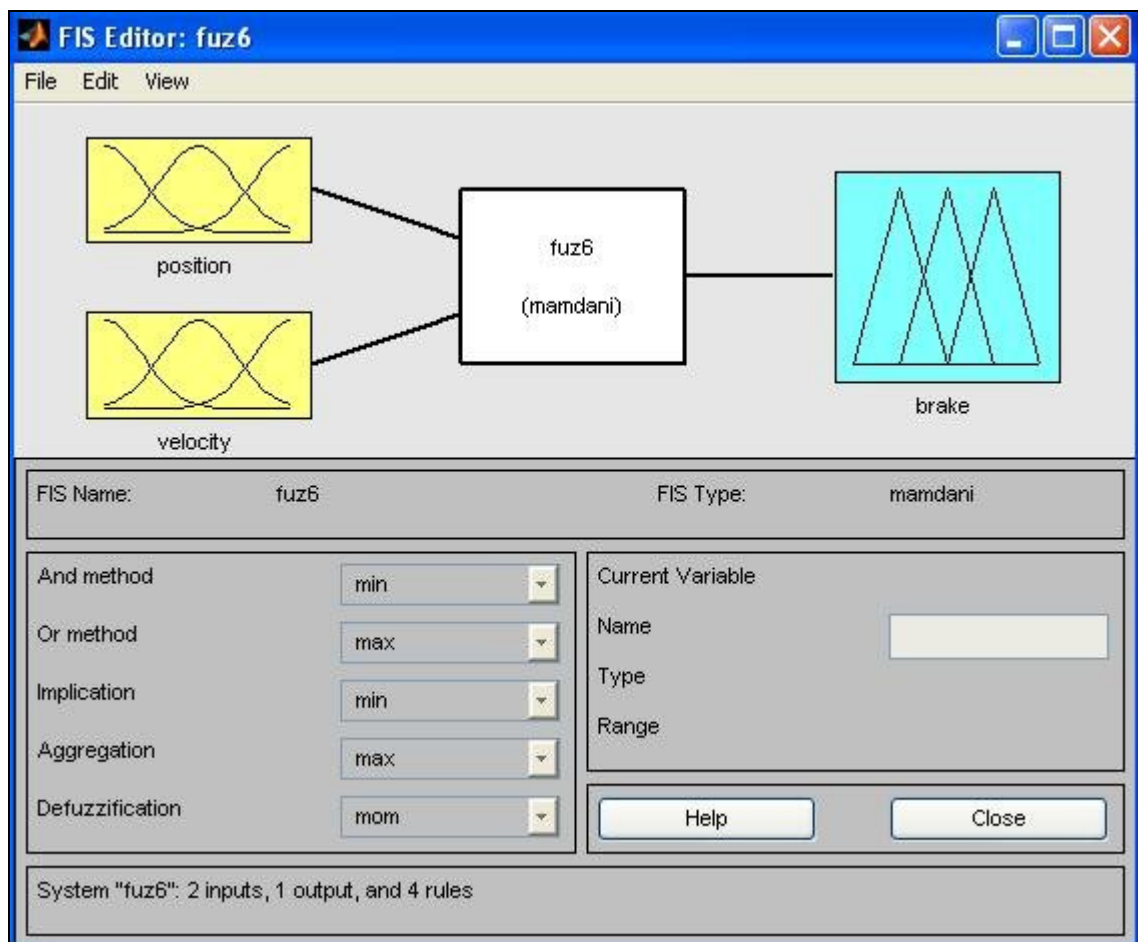 FIS Editor: fuz6
File Edit View
position
velocity
fuz6
(mamdani)
brake
FIS Name: fuz6 FIS Type: mamdani
And method min
Or method max
Implication min
Aggregation max
Defuzzification mom
Current Variable
Name
Type
Range
Help Close
System "fuz6": 2 inputs, 1 output, and 4 rules